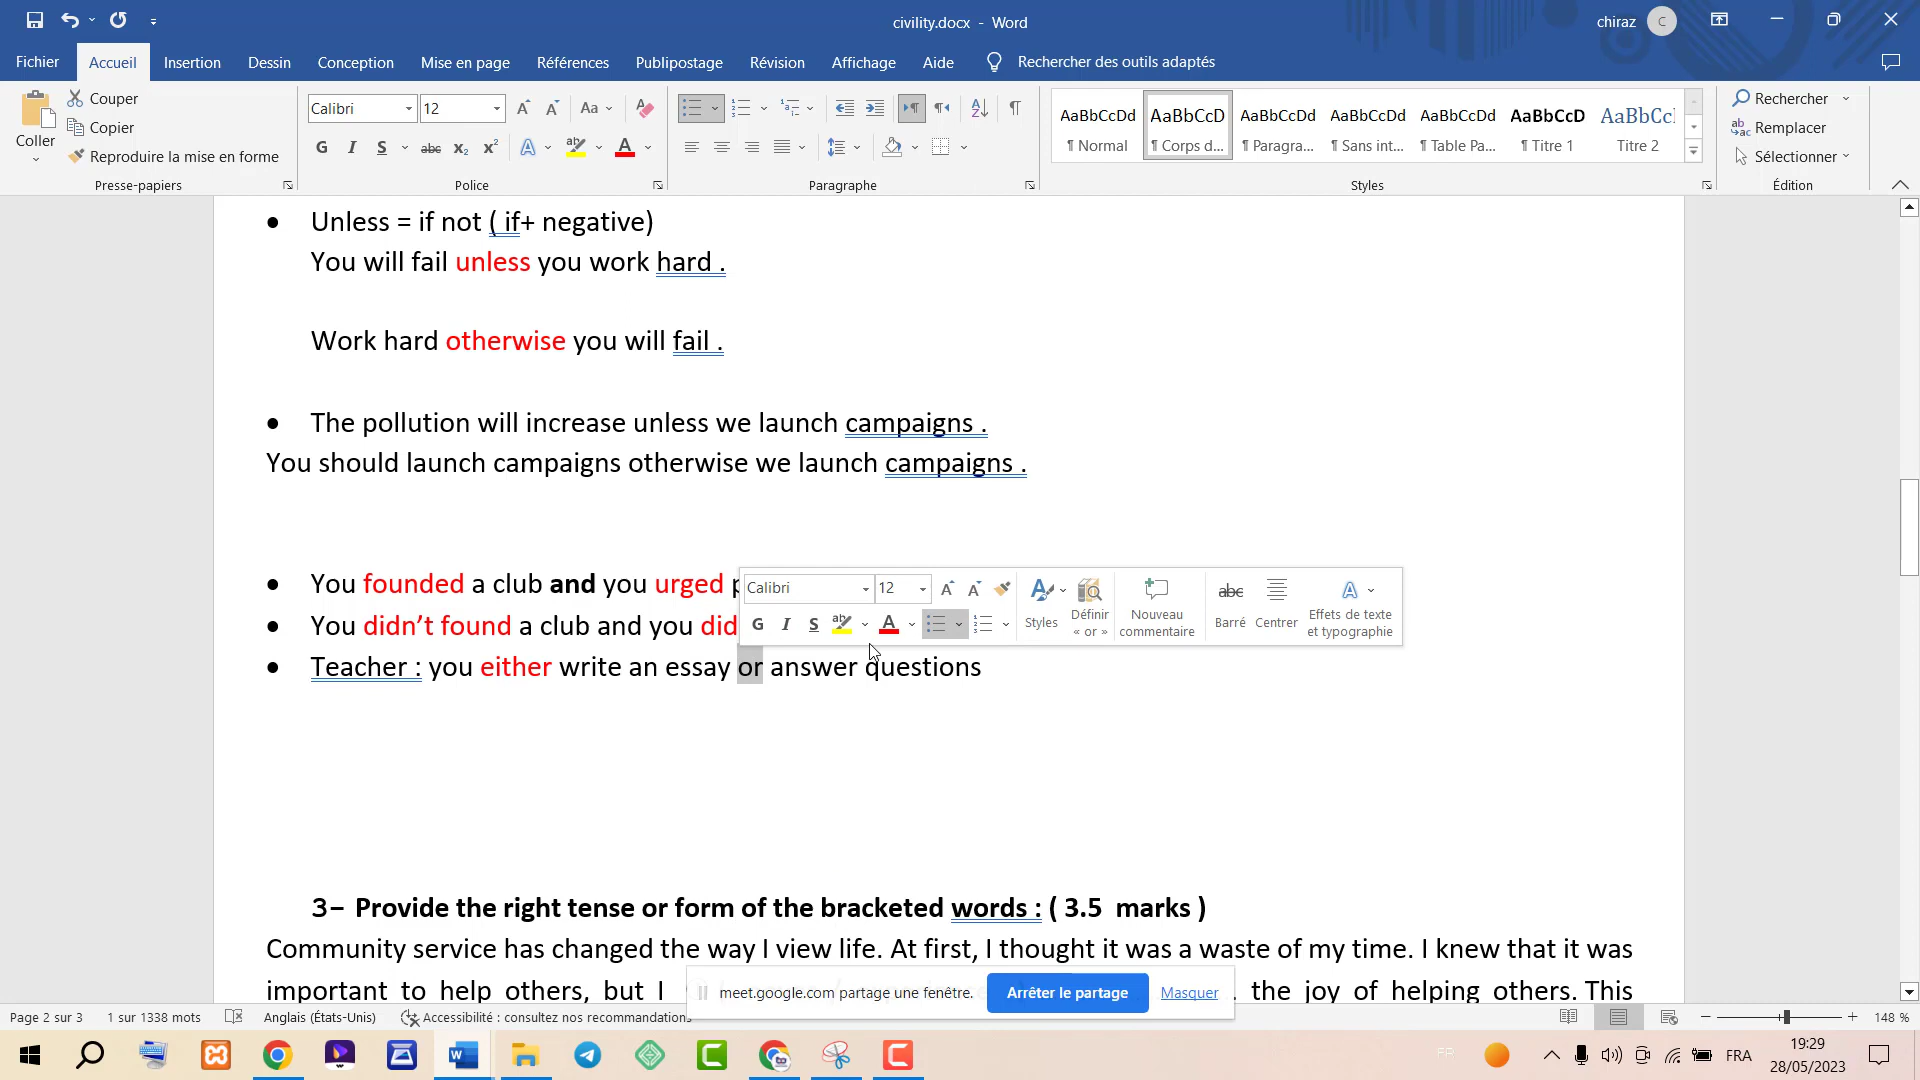 civility.docx - Word
chiraz
C
Fichier
Accueil
Insertion
Dessin
Conception
Mise en page
Références
Publipostage
Révision
Affichage
Aide
Rechercher des outils adaptés
Coller
Couper
Copier
Reproduire la mise en forme
Presse-papiers
Calibri
12
Police
Paragraphe
AaBbCcDd
¶ Normal
AaBbCcD
¶ Corps d...
AaBbCcDd
¶ Paragra...
AaBbCcDd
¶ Sans int...
AaBbCcDd
¶ Table Pa...
AaBbCcD
¶ Titre 1
AaBbCc
Titre 2
Styles
Rechercher
Remplacer
Sélectionner
Édition
• Unless = if not ( if+ negative)
You will fail unless you work hard .
Work hard otherwise you will fail .
• The pollution will increase unless we launch campaigns .
You should launch campaigns otherwise we launch campaigns .
• You founded a club and you urged p
• You didn't found a club and you did
• Teacher : you either write an essay or answer questions
Calibri
12
G I S
Styles
Définir
« or »
Nouveau
commentaire
Barré
Centrer
Effets de texte
et typographie
3– Provide the right tense or form of the bracketed words : ( 3.5 marks )
Community service has changed the way I view life. At first, I thought it was a waste of my time. I knew that it was
important to help others, but I
the joy of helping others. This
meet.google.com partage une fenêtre.
Arrêter le partage
Masquer
Page 2 sur 3
1 sur 1338 mots
Anglais (États-Unis)
Accessibilité : consultez nos recommandations
148 %
FRA
19:29
28/05/2023